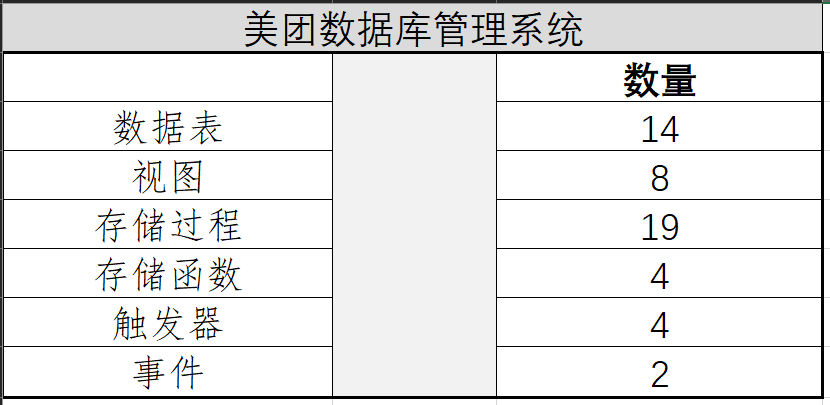 美团数据库管理系统
数量
数据表 14
视图 8
存储过程 19
存储函数 4
触发器 4
事件 2